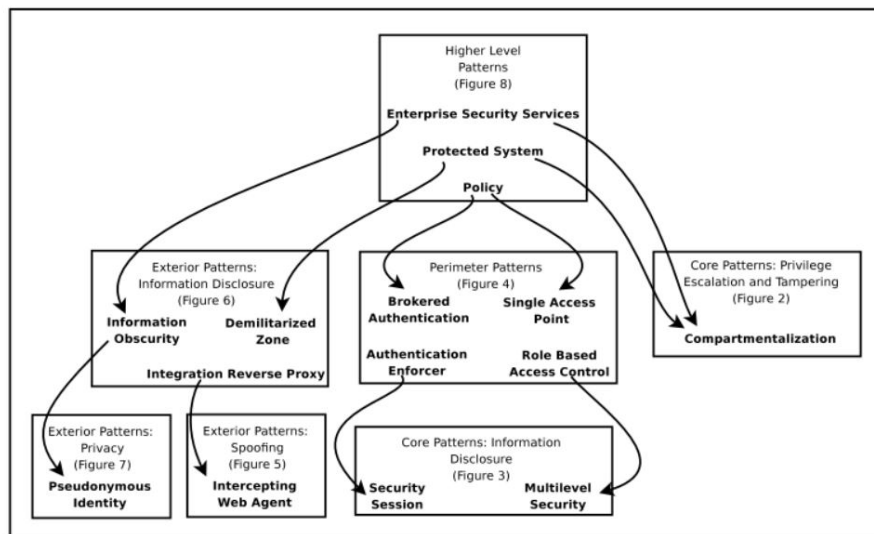 Higher Level
Patterns
(Figure 8)
Enterprise Security Services
Protected System
Policy
Exterior Patterns:
Information Disclosure
(Figure 6)
Information
Obscurity
Demilitarized
Zone
Integration Reverse Proxy
Perimeter Patterns
(Figure 4)
Brokered
Authentication
Single Access
Point
Authentication
Enforcer
Role Based
Access Control
Core Patterns: Privilege
Escalation and Tampering
(Figure 2)
Compartmentalization
Exterior Patterns:
Privacy
(Figure 7)
Pseudonymous
Identity
Exterior Patterns:
Spoofing
(Figure 5)
Intercepting
Web Agent
Core Patterns: Information
Disclosure
(Figure 3)
Security
Session
Multilevel
Security